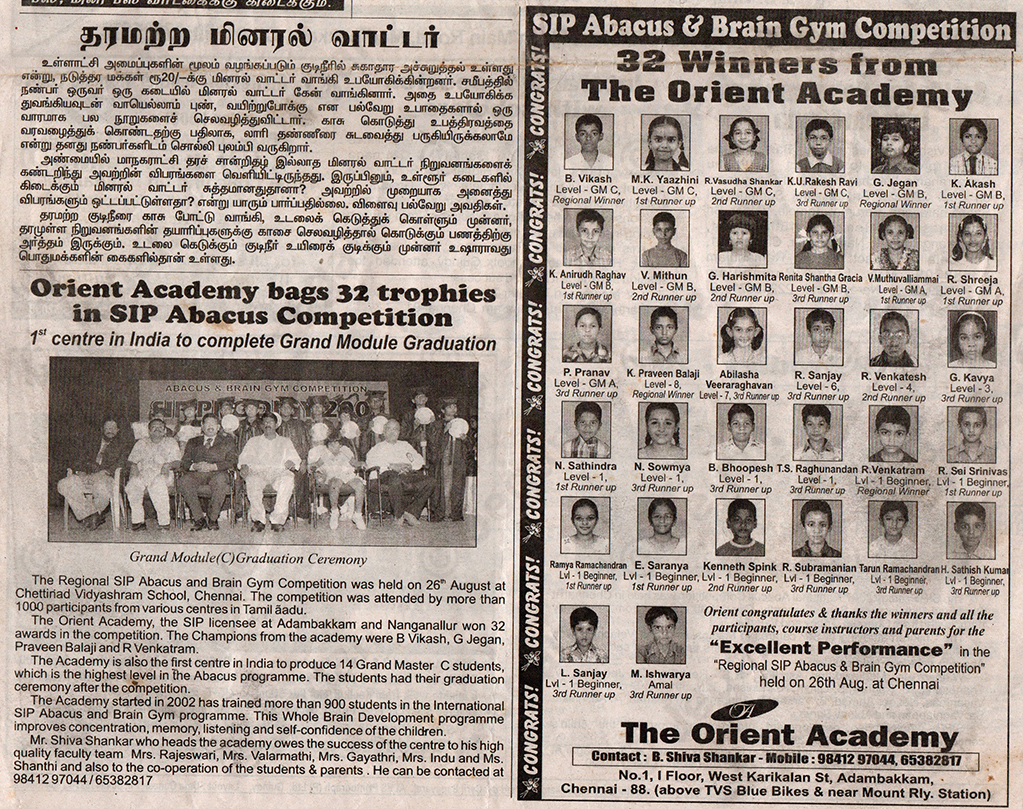 தரமற்ற மினரல் வாட்டர்
உள்ளாட்சி அமைப்புகளின் மூலம் வழங்கப்படும் குடிநீரில் சுகாதார அச்சுறுத்தல் உள்ளது
என்று, நடுத்தர மக்கள் ரூ20/–க்கு மினரல் வாட்டர் வாங்கி உபயோகிக்கின்றனர். சமீபத்தில்
நண்பர் ஒருவர் ஒரு கடையில் மினரல் வாட்டர் கேன் வாங்கினார். அதை உபயோகிக்க
துவங்கியவுடன் வாயெல்லாம் புண், வயிற்றுபோக்கு என பல்வேறு உபாதைகளால் ஒரு
வாரமாக பல நூறுகளைச் செலவழித்துவிட்டார். காசு கொடுத்து உபத்திரவத்தை
வரவழைத்துக் கொண்டதற்கு பதிலாக, லாரி தண்ணீரை சுடவைத்து பருகியிருக்கலாமே
என்று தனது நண்பர்களிடம் சொல்லி புலம்பி வருகிறார்.
அண்மையில் மாநகராட்சி தரச் சான்றிதழ் இல்லாத மினரல் வாட்டர் நிறுவனங்களைக்
கண்டறிந்து அவற்றின் விபரங்களை வெளியிட்டிருந்தது. இருப்பினும், உள்ளூர் கடைகளில்
கிடைக்கும் மினரல் வாட்டர் சுத்தமானதுதானா? அவற்றில் முறையாக அனைத்து
விபரங்களும் ஒட்டப்பட்டுள்ளதா? என்று யாரும் பார்ப்பதில்லை. விளைவு பல்வேறு அவதிகள்.
தரமற்ற குடிநீரை காசு போட்டு வாங்கி, உடலைக் கெடுத்துக் கொள்ளும் முன்னர்,
தரமுள்ள நிறுவனங்களின் தயாரிப்புகளுக்கு காசை செலவழித்தால் கொடுக்கும் பணத்திற்கு
அர்த்தம் இருக்கும். உடலை கெடுக்கும் குடிநீர் உயிரைக் குடிக்கும் முன்னர் உஷாராவது
பொதுமக்களின் கைகளில்தான் உள்ளது.
Orient Academy bags 32 trophies
in SIP Abacus Competition
1st centre in India to complete Grand Module Graduation
ABACUS & BRAIN GYM COMPETITION
Grand Module(C)Graduation Ceremony
The Regional SIP Abacus and Brain Gym Competition was held on 26th August at
Chettiriad Vidyashram School, Chennai. The competition was attended by more than
1000 participants from various centres in Tamil äadu.
The Orient Academy, the SIP licensee at Adambakkam and Nanganallur won 32
awards in the competition. The Champions from the academy were B Vikash, G Jegan,
Praveen Balaji and R Venkatram.
The Academy is also the first centre in India to produce 14 Grand Master C students,
which is the highest level in the Abacus programme. The students had their graduation
ceremony after the competition.
The Academy started in 2002 has trained more than 900 students in the International
SIP Abacus and Brain Gym programme. This Whole Brain Development programme
improves concentration, memory, listening and self-confidence of the children.
Mr. Shiva Shankar who heads the academy owes the success of the centre to his high
quality faculty team Mrs. Rajeswari, Mrs. Valarmathi, Mrs. Gayathri, Mrs. Indu and Ms.
Shanthi and also to the co-operation of the students & parents . He can be contacted at
98412 97044 / 65382817
SIP Abacus & Brain Gym Competition
CONGRATS! CONGRATS! CONGRATS! CONGRATS! CONGRATS! CONGRATS!
32 Winners from
The Orient Academy
B. Vikash M.K. Yaazhini R.Vasudha Shankar K.U.Rakesh Ravi G. Jegan K. Akash
Level - GM C, Level - GM C, Level - GM C, Level - GM C, Level - GM B, Level - GM B,
Regional Winner 1st Runner up 2nd Runner up 3rd Runner up Regional Winner 1st Runner up
K. Anirudh Raghav V. Mithun G. Harishmita Renita Shantha Gracia V.Muthuvalliammai R. Shreeja
Level - GM B, Level - GM B, Level - GM B, Level - GM B, Level - GM A, Level - GM A,
1st Runner up 2nd Runner up 2nd Runner up 3rd Runner up 1st Runner up 1st Runner up
P. Pranav K. Praveen Balaji Abilasha R. Sanjay R. Venkatesh G. Kavya
Level - GM A, Level - 8, Veeraraghavan Level - 6, Level - 4, Level - 3,
3rd Runner up Regional Winner Level - 7, 3rd Runner up 3rd Runner up 2nd Runner up 3rd Runner up
N. Sathindra N. Sowmya B. Bhoopesh T.S. Raghunandan R.Venkatram R. Sei Srinivas
Level - 1, Level - 1, Level - 1, Level - 1, Lvl - 1 Beginner, Lvl - 1 Beginner,
1st Runner up 3rd Runner up 3rd Runner up 3rd Runner up Regional Winner 1st Runner up
Ramya Ramachandran E. Saranya Kenneth Spink R. Subramanian Tarun Ramachandran H. Sathish Kumar
Lvl - 1 Beginner, Lvl - 1 Beginner, Lvl - 1 Beginner, Lvl - 1 Beginner, Lvl - 1 Beginner, Lvl - 1 Beginner,
1st Runner up 1st Runner up 2nd Runner up 3rd Runner up 3rd Runner up 3rd Runner up
L. Sanjay M. Ishwarya
Lvl - 1 Beginner, Amal
3rd Runner up 3rd Runner up
Orient congratulates & thanks the winners and all the
participants, course instructors and parents for the
"Excellent Performance" in the
"Regional SIP Abacus & Brain Gym Competition"
held on 26th Aug. at Chennai
OA
The Orient Academy
Contact : B. Shiva Shankar - Mobile : 98412 97044, 65382817
No.1, I Floor, West Karikalan St, Adambakkam,
Chennai - 88. (above TVS Blue Bikes & near Mount Rly. Station)